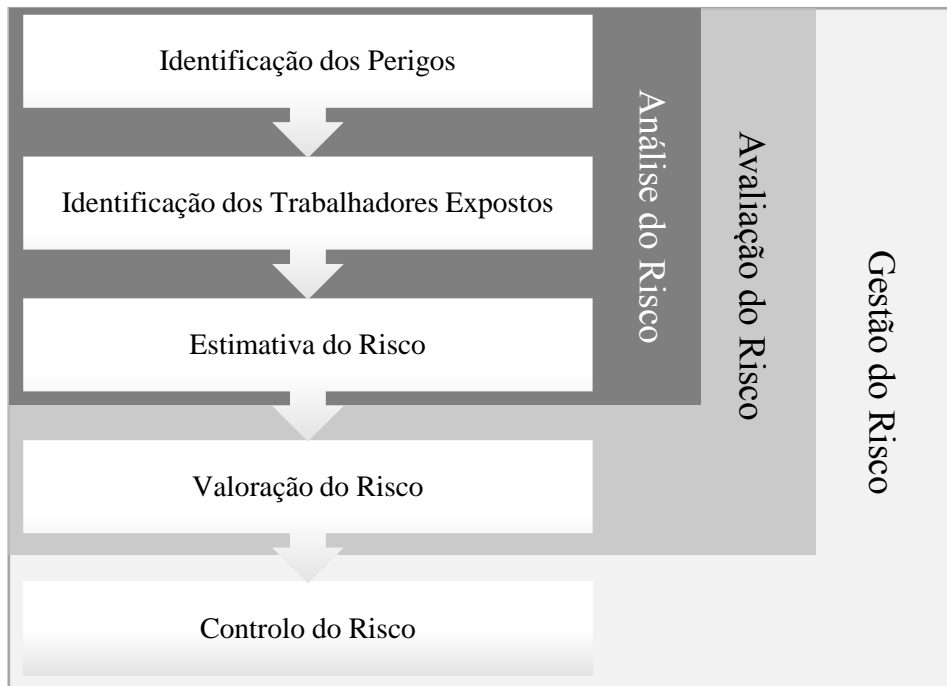 Identificação dos Perigos
Identificação dos Trabalhadores Expostos
Estimativa do Risco
Valoração do Risco
Controlo do Risco
Análise do Risco
Avaliação do Risco
Gestão do Risco